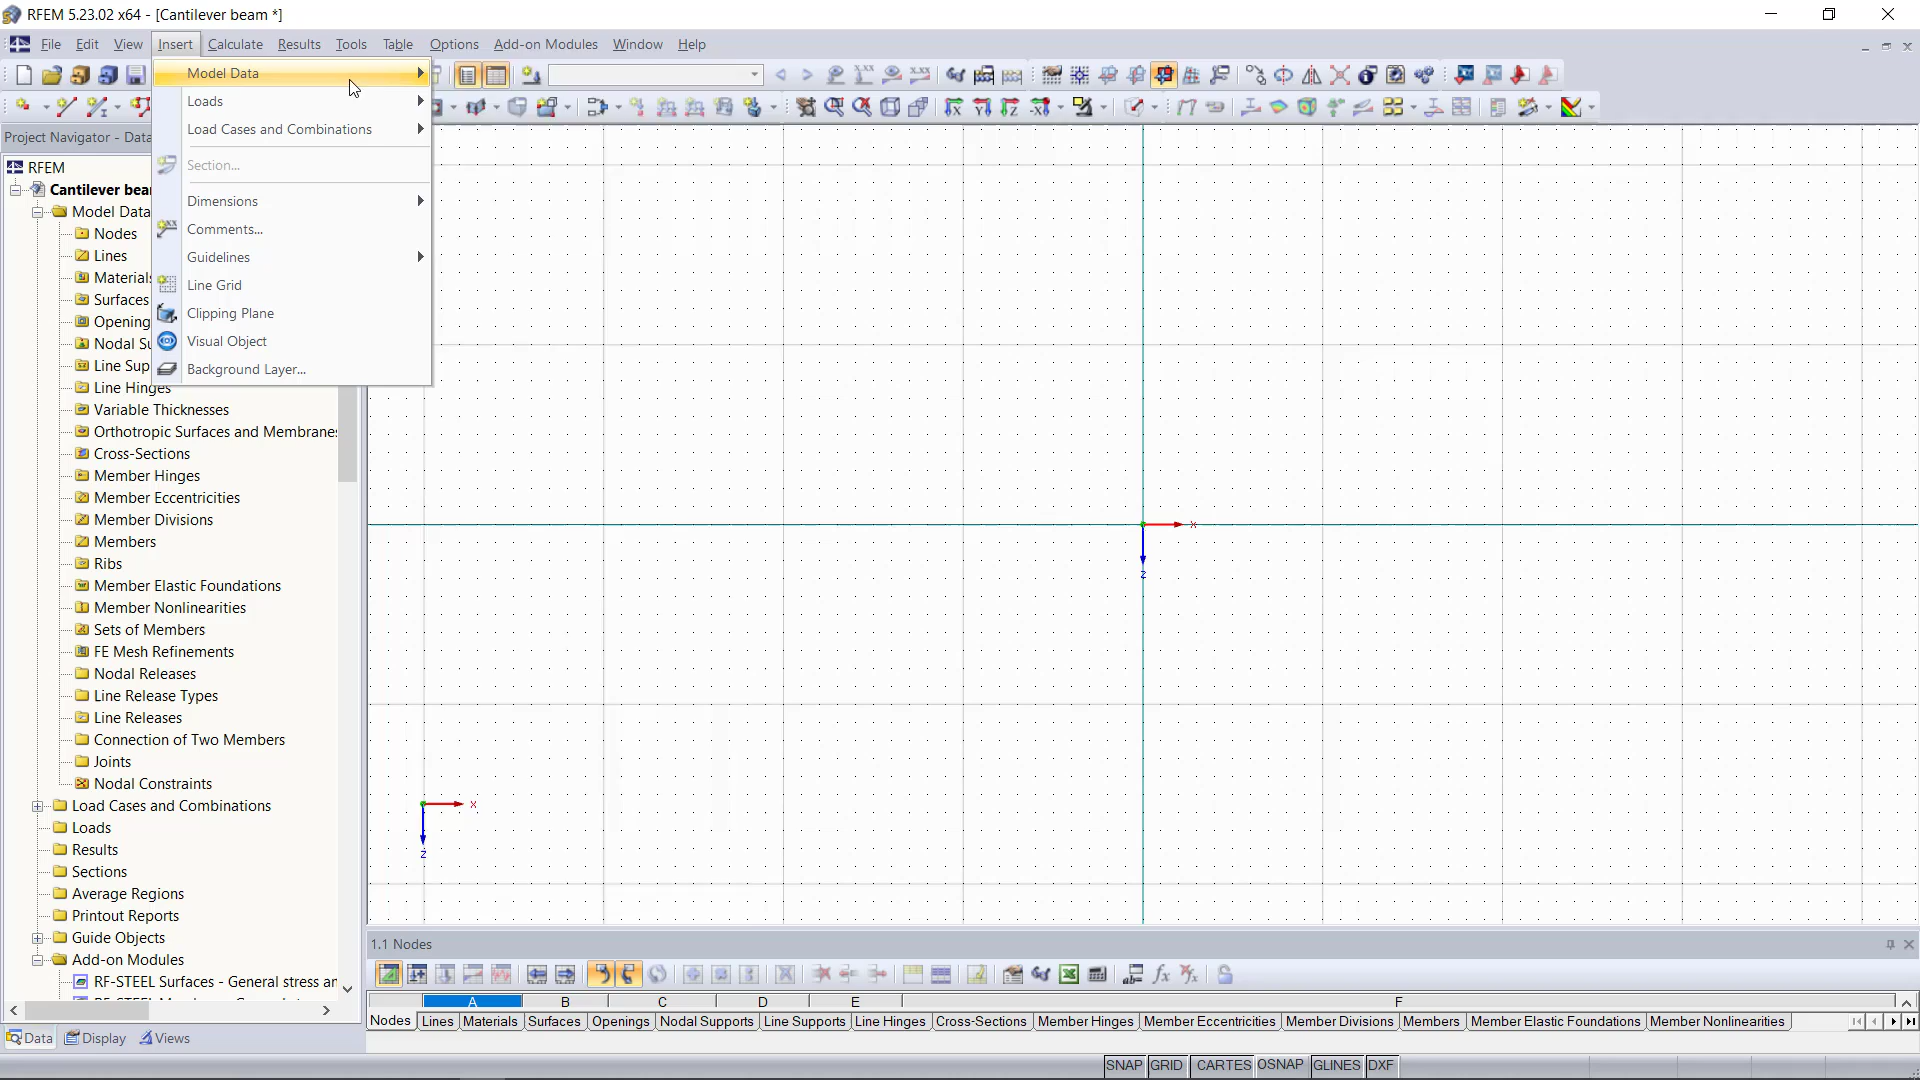 RFEM 5.23.02 x64 - [Cantilever beam *]
File Edit View Insert Calculate Results Tools Table Options Add-on Modules Window Help
Model Data
Loads
Load Cases and Combinations
Section...
Dimensions
Comments...
Guidelines
Line Grid
Clipping Plane
Visual Object
Background Layer...
Project Navigator - Data
RFEM
Cantilever bea
Model Data
Nodes
Lines
Materials
Surfaces
Opening
Nodal Su
Line Sup
Line Hinges
Variable Thicknesses
Orthotropic Surfaces and Membranes
Cross-Sections
Member Hinges
Member Eccentricities
Member Divisions
Members
Ribs
Member Elastic Foundations
Member Nonlinearities
Sets of Members
FE Mesh Refinements
Nodal Releases
Line Release Types
Line Releases
Connection of Two Members
Joints
Nodal Constraints
Load Cases and Combinations
Loads
Results
Sections
Average Regions
Printout Reports
Guide Objects
Add-on Modules
RF-STEEL Surfaces - General stress an
Data Display Views
x
z
x
z
1.1 Nodes
A B C D E F
Nodes Lines Materials Surfaces Openings Nodal Supports Line Supports Line Hinges Cross-Sections Member Hinges Member Eccentricities Member Divisions Members Member Elastic Foundations Member Nonlinearities
SNAP GRID CARTES OSNAP GLINES DXF